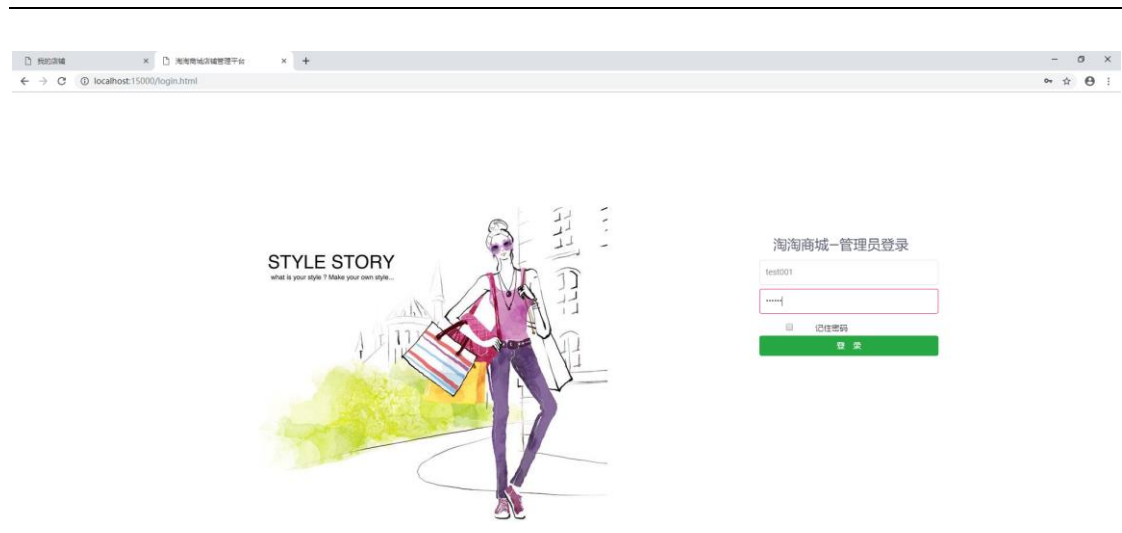 我的店铺
淘淘商城店铺管理平台
localhost:15000/login.html
STYLE STORY
what is your style ? Make your own style...
淘淘商城-管理员登录
test001
••••••
记住密码
登 录